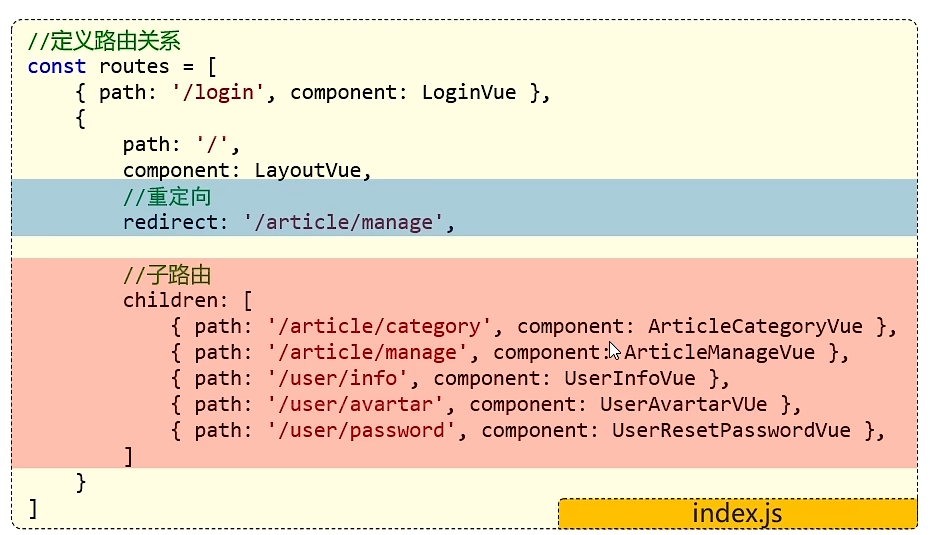 //定义路由关系
const routes = [
    { path: '/login', component: LoginVue },
    {
        path: '/',
        component: LayoutVue,
        //重定向
        redirect: '/article/manage',
        //子路由
        children: [
            { path: '/article/category', component: ArticleCategoryVue },
            { path: '/article/manage', component: ArticleManageVue },
            { path: '/user/info', component: UserInfoVue },
            { path: '/user/avartar', component: UserAvartarVUe },
            { path: '/user/password', component: UserResetPasswordVue },
        ]
    }
]
index.js